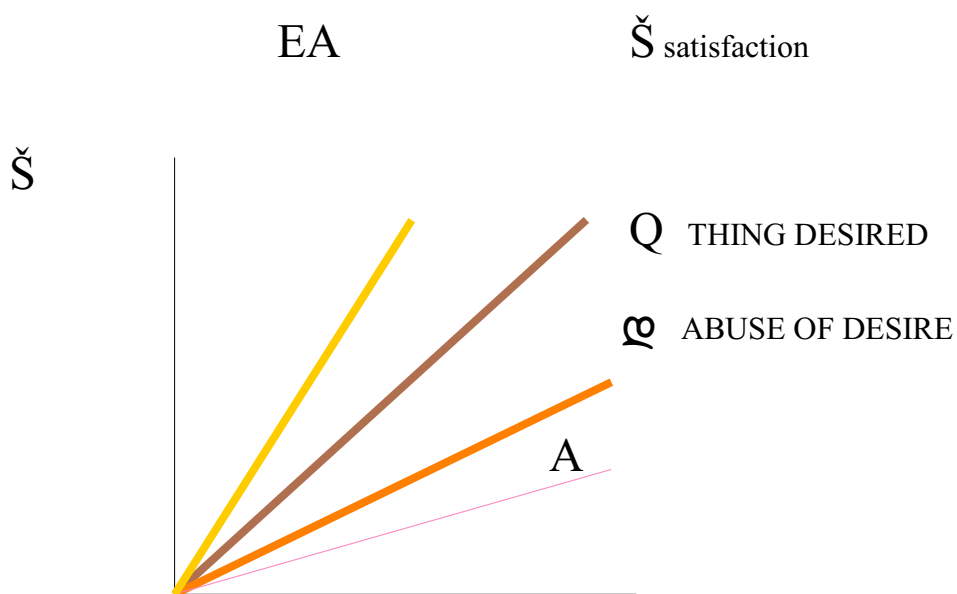 EA
Š satisfaction
Š
Q THING DESIRED
ABUSE OF DESIRE
A